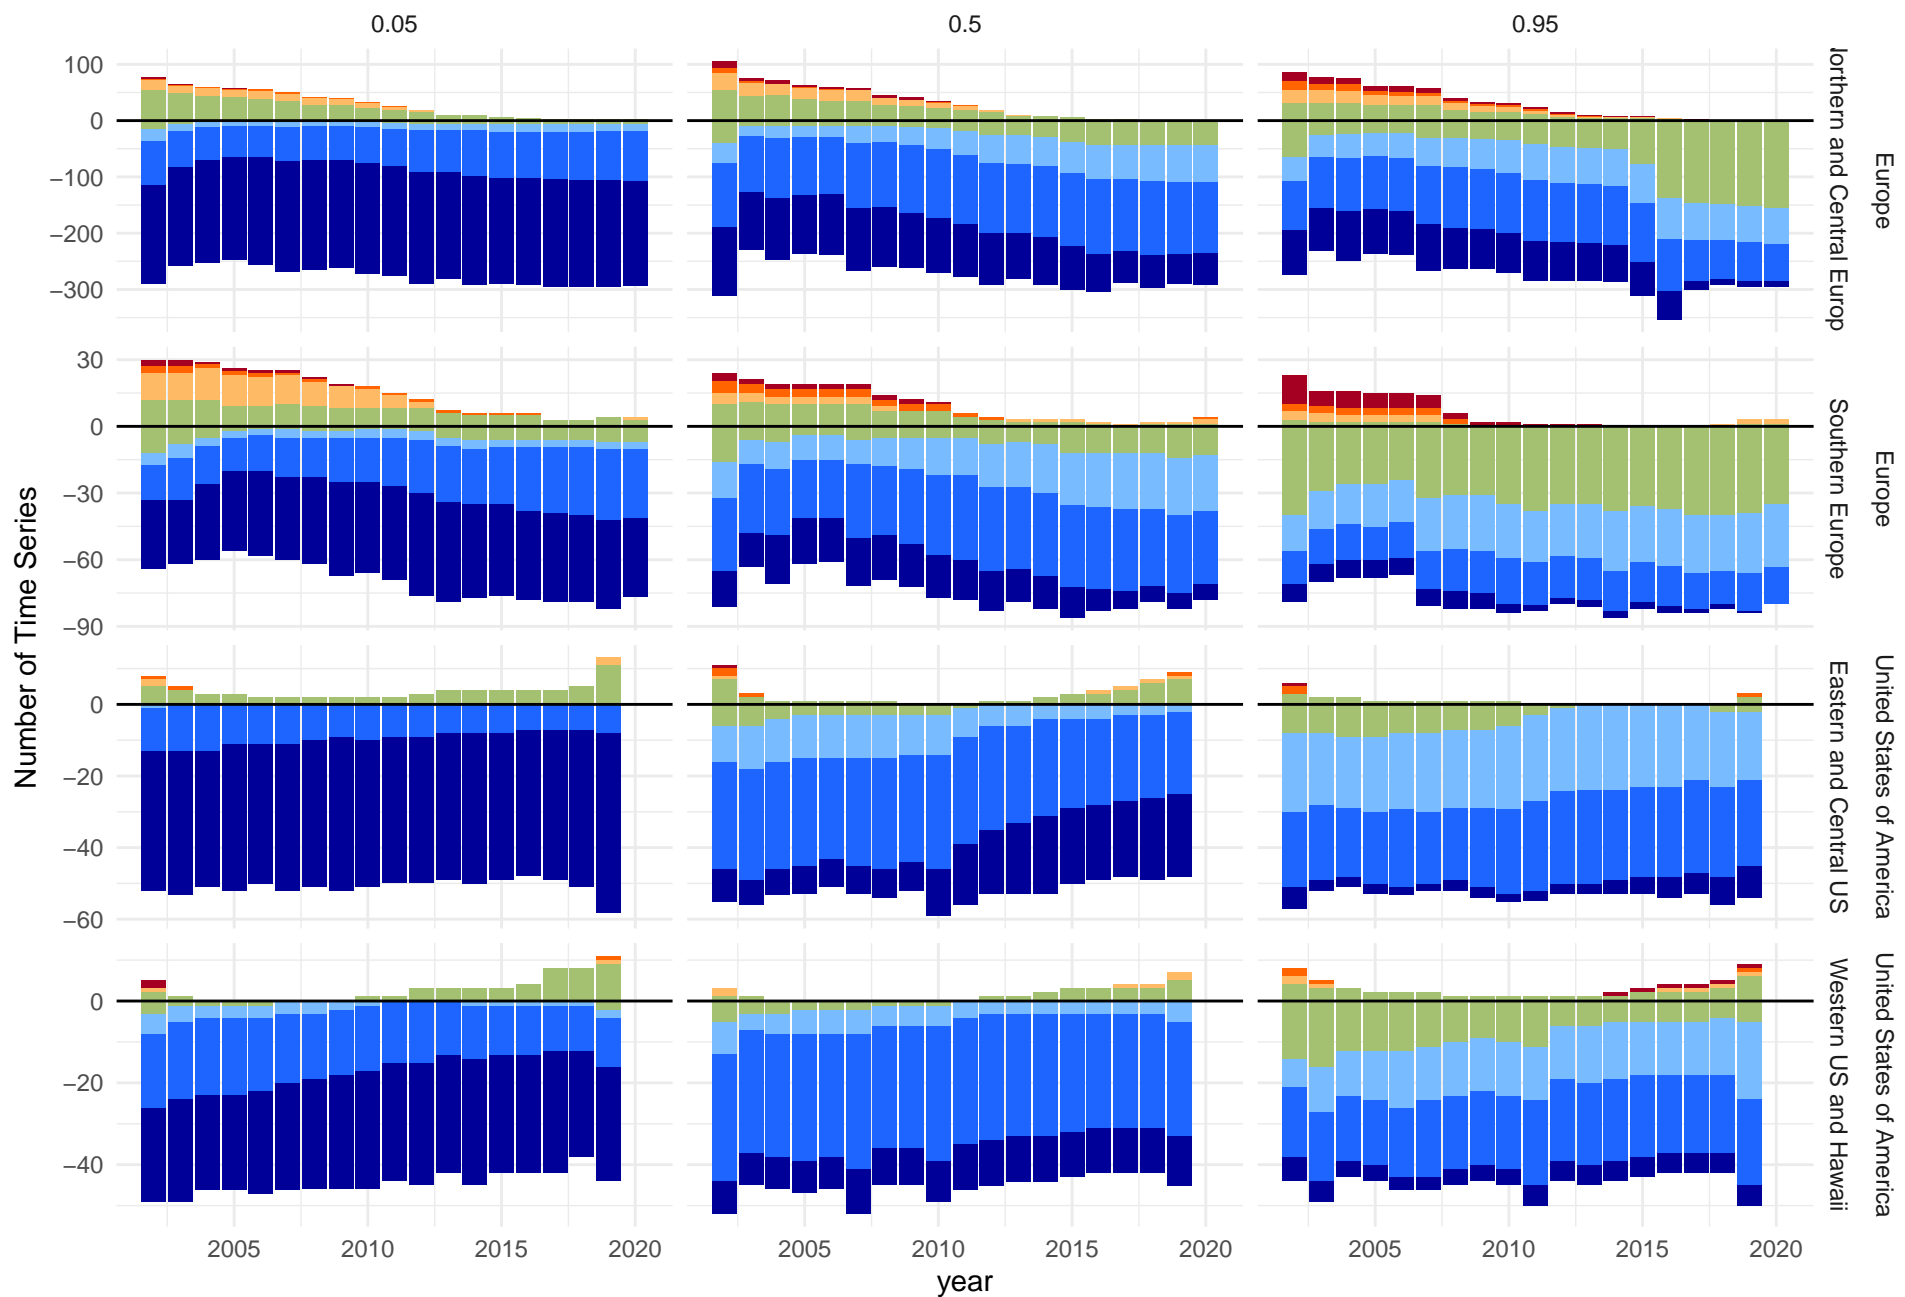 0.05 0.5 0.95
100
0
−100
−200
−300
Europe
30
0
−30
−60
−90
Southern Europe
Europe
0
−20
−40
−60
Eastern and Central US
United States of America
0
−20
−40
Western US and Hawaii
United States of America
Number of Time Series
2005 2010 2015 2020 2005 2010 2015 2020 2005 2010 2015 2020
year
and Central